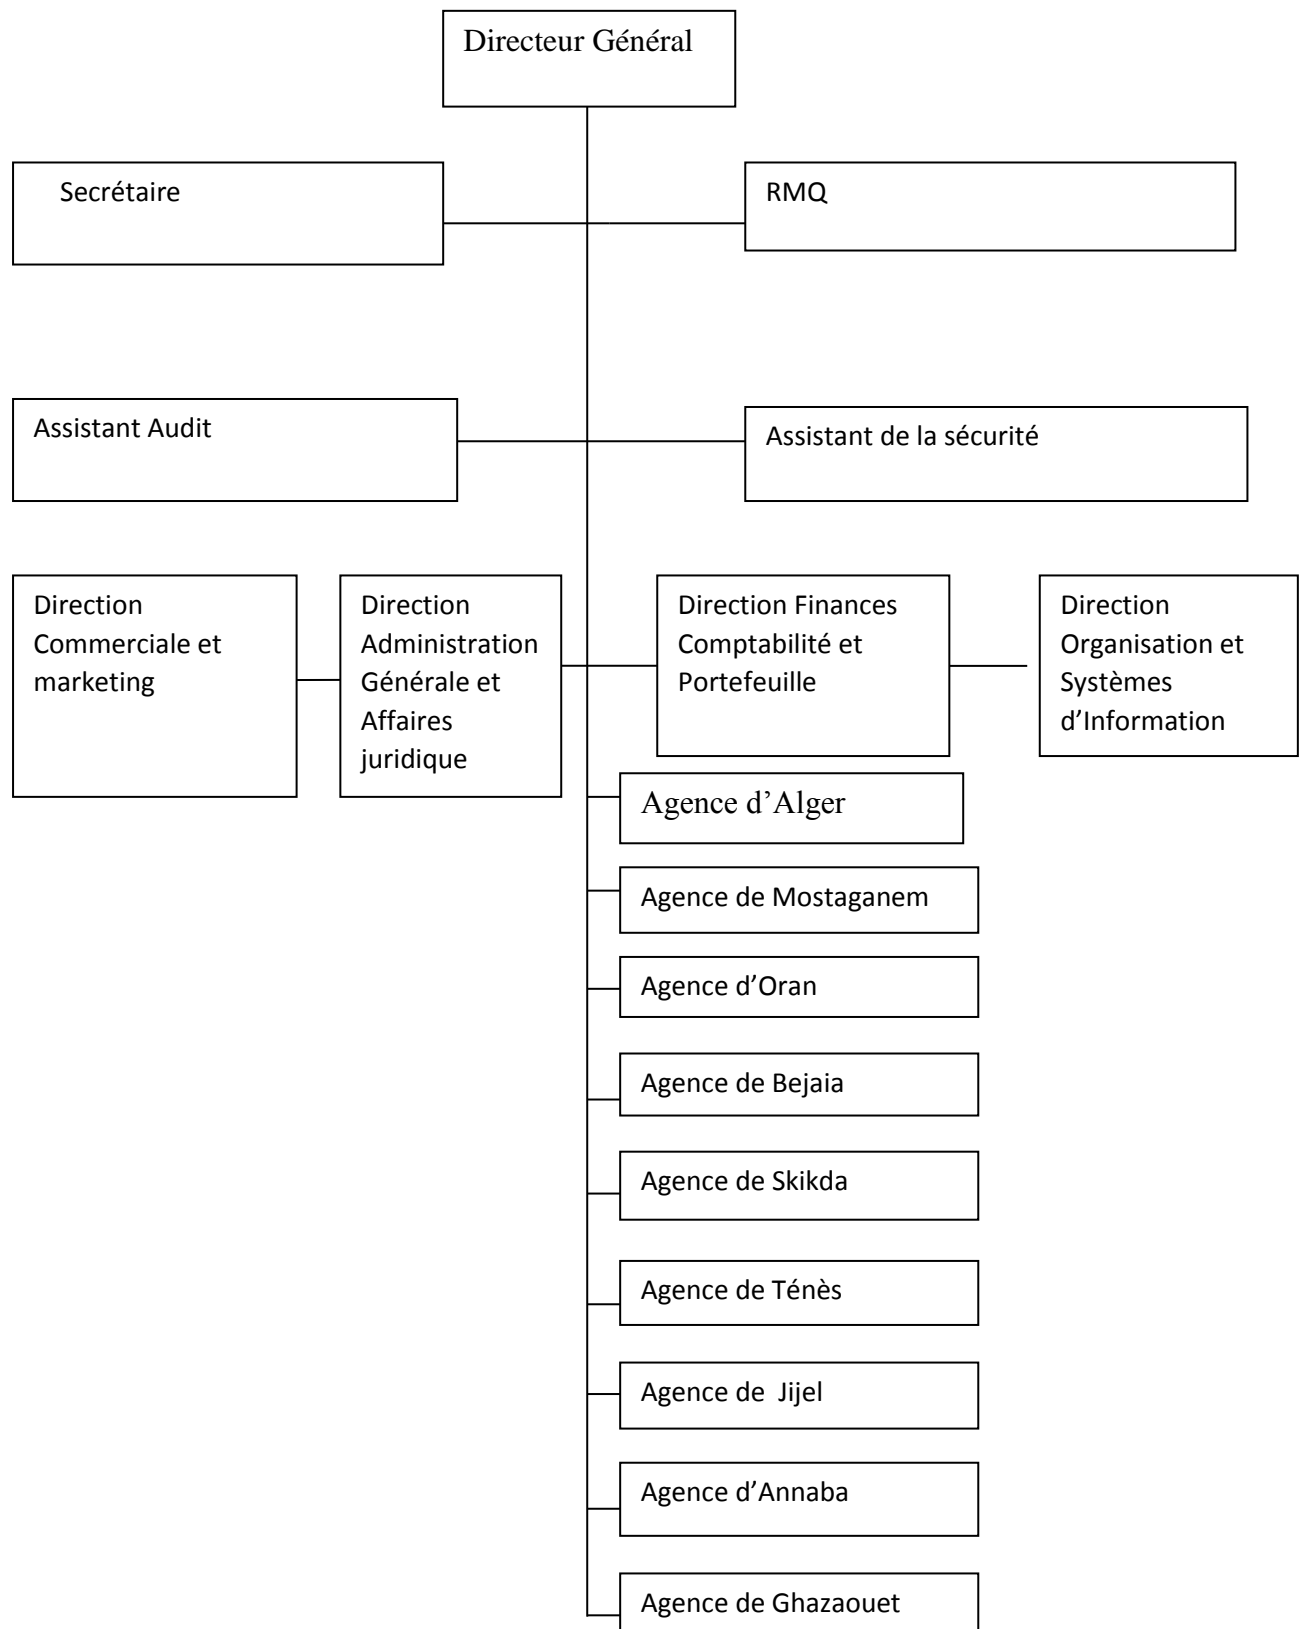 Directeur Général
Secrétaire
RMQ
Assistant Audit
Assistant de la sécurité
Direction
Commerciale et
marketing
Direction
Administration
Générale et
Affaires
juridique
Direction Finances
Comptabilité et
Portefeuille
Direction
Organisation et
Systèmes
d’Information
Agence d’Alger
Agence de Mostaganem
Agence d’Oran
Agence de Bejaia
Agence de Skikda
Agence de Ténès
Agence de  Jijel
Agence d’Annaba
Agence de Ghazaouet